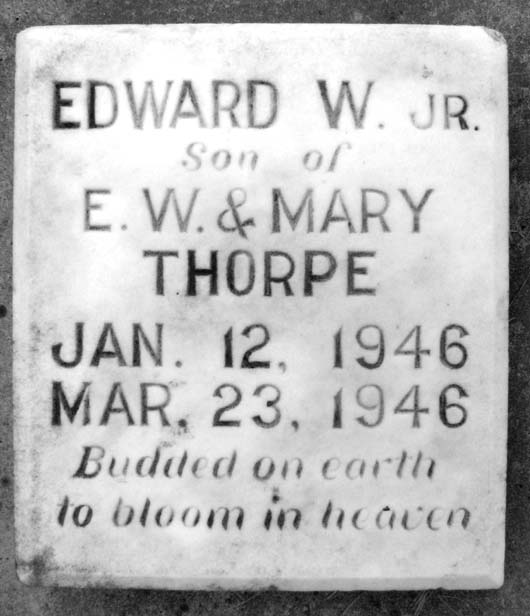 EDWARD W. JR.
Son of
E. W. & MARY
THORPE
JAN. 12, 1946
MAR. 23, 1946
Budded on earth
to bloom in heaven